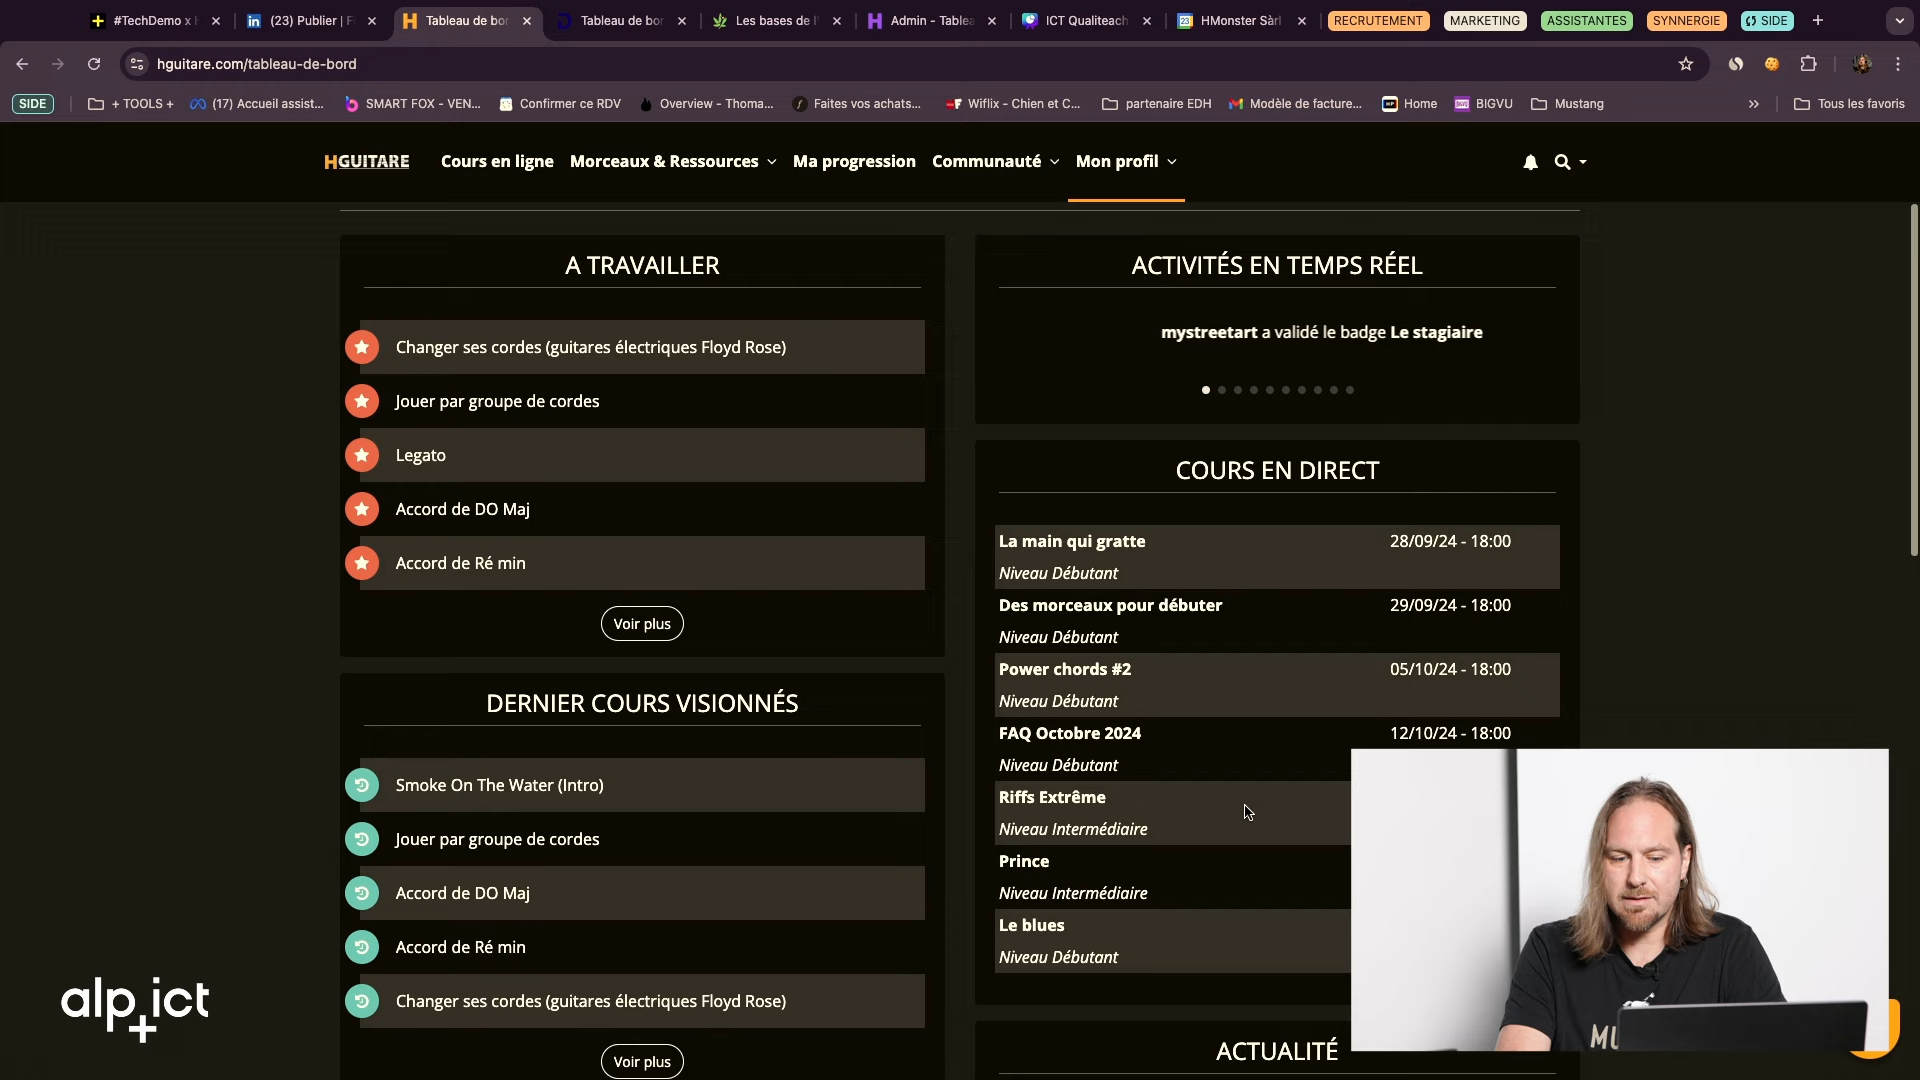 #TechDemo x
(23) Publier | F
Tableau de bo
Tableau de bor
Les bases de l'
Admin - Tablea
ICT Qualiteach
HMonster Sàrl
RECRUTEMENT
MARKETING
ASSISTANTES
SYNNERGIE
SIDE
hguitare.com/tableau-de-bord
SIDE
+ TOOLS +
(17) Accueil assist...
SMART FOX - VEN...
Confirmer ce RDV
Overview - Thoma...
Faites vos achats...
Wiflix - Chien et C...
partenaire EDH
Modèle de facture...
Home
BIGVU
Mustang
Tous les favoris
HGUITARE
Cours en ligne
Morceaux & Ressources
Ma progression
Communauté
Mon profil
A TRAVAILLER
Changer ses cordes (guitares électriques Floyd Rose)
Jouer par groupe de cordes
Legato
Accord de DO Maj
Accord de Ré min
Voir plus
DERNIER COURS VISIONNÉS
Smoke On The Water (Intro)
Jouer par groupe de cordes
Accord de DO Maj
Accord de Ré min
Changer ses cordes (guitares électriques Floyd Rose)
Voir plus
ACTIVITÉS EN TEMPS RÉEL
mystreetart a validé le badge Le stagiaire
COURS EN DIRECT
La main qui gratte 28/09/24 - 18:00
Niveau Débutant
Des morceaux pour débuter 29/09/24 - 18:00
Niveau Débutant
Power chords #2 05/10/24 - 18:00
Niveau Débutant
FAQ Octobre 2024 12/10/24 - 18:00
Niveau Débutant
Riffs Extrême
Niveau Intermédiaire
Prince
Niveau Intermédiaire
Le blues
Niveau Débutant
ACTUALITÉ
alp+ict